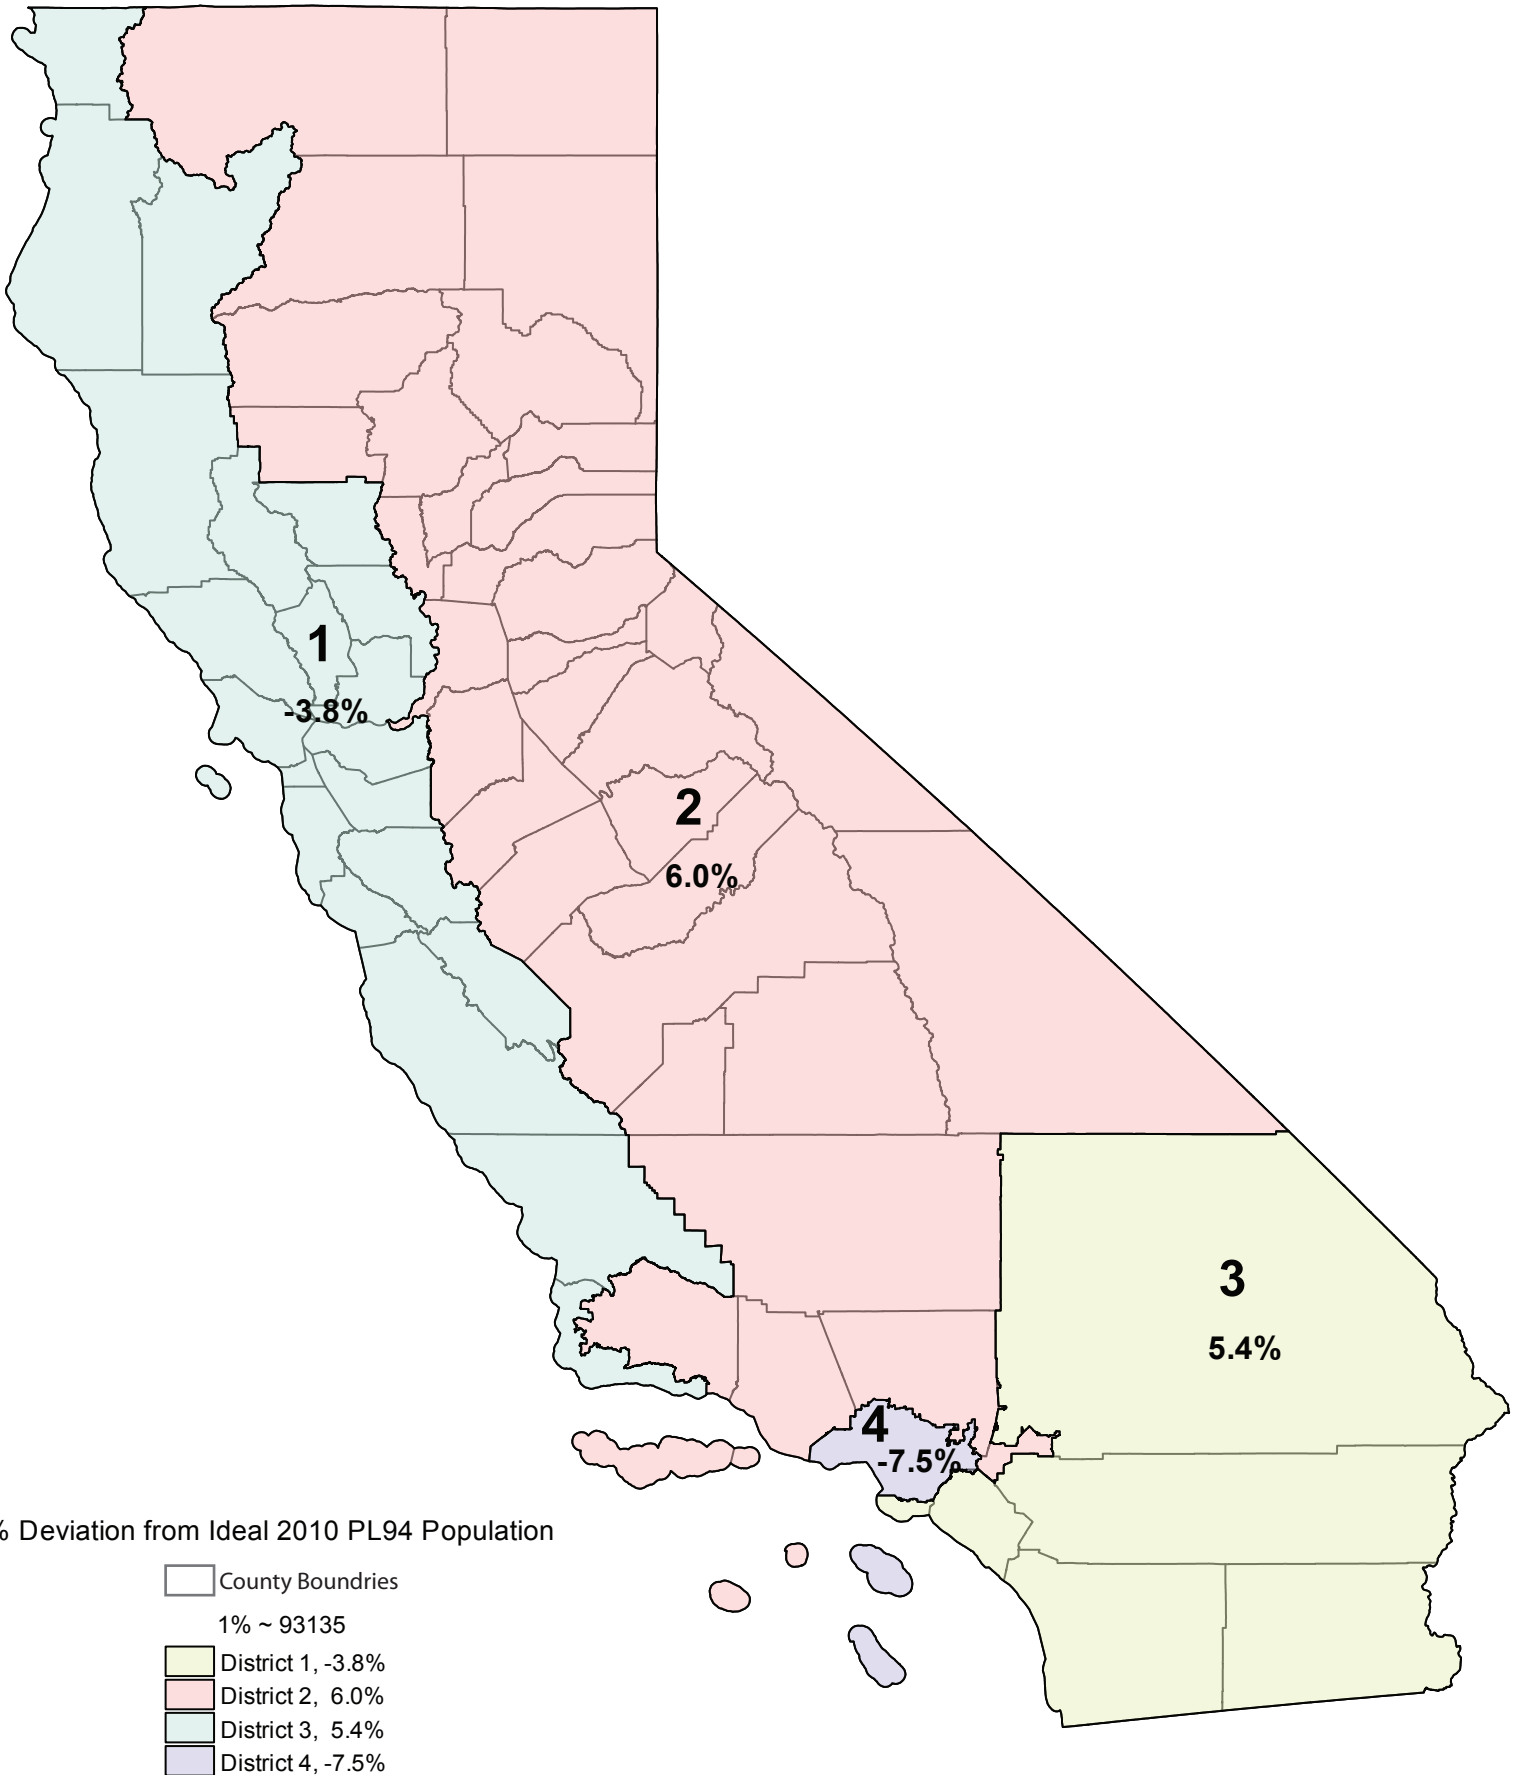 1
-3.8%
2
6.0%
3
5.4%
4
-7.5%
% Deviation from Ideal 2010 PL94 Population
County Boundries
1% ~ 93135
District 1, -3.8%
District 2, 6.0%
District 3, 5.4%
District 4, -7.5%